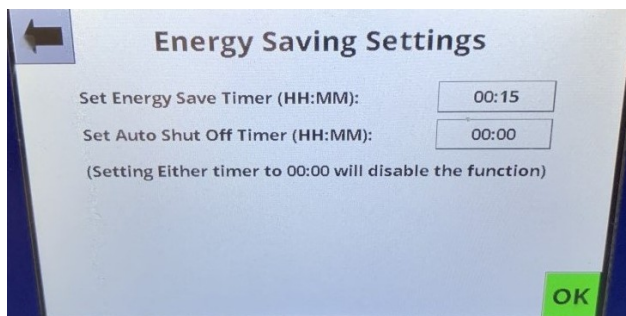 Energy Saving Settings
Set Energy Save Timer (HH:MM): 00:15
Set Auto Shut Off Timer (HH:MM): 00:00
(Setting Either timer to 00:00 will disable the function)
OK